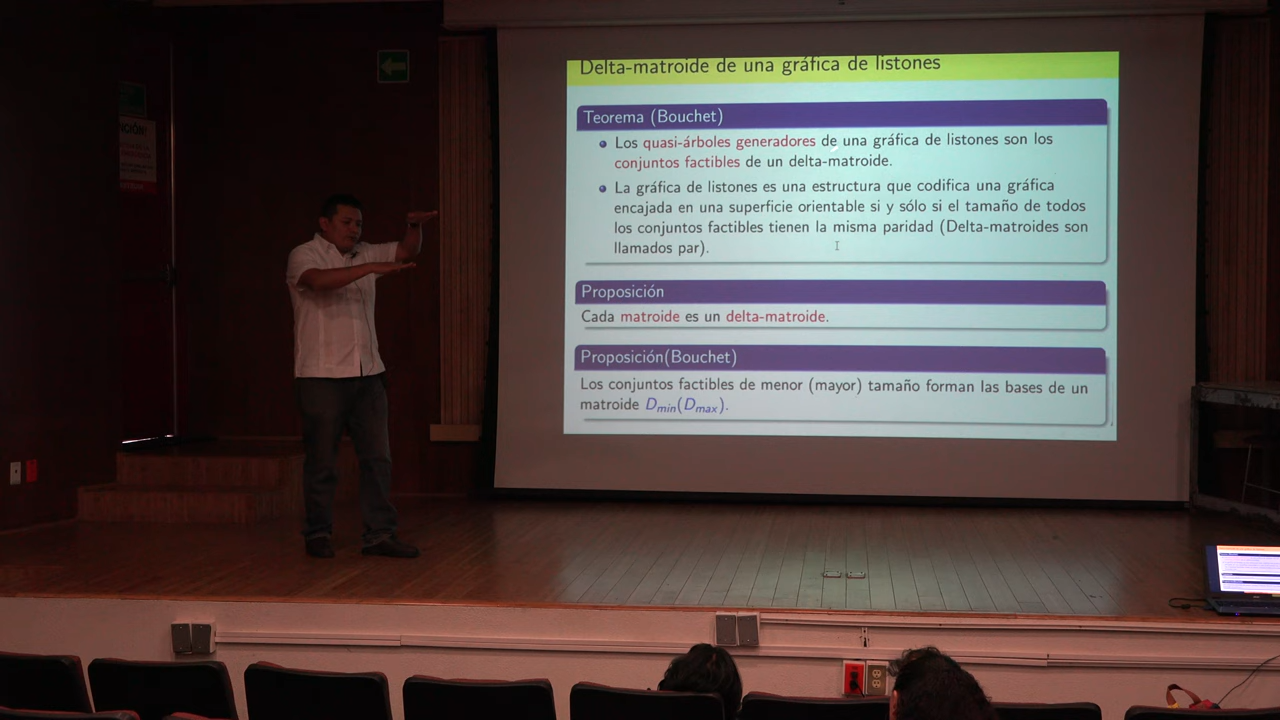 Delta-matroide de una gráfica de listones
Teorema (Bouchet)
Los quasi-árboles generadores de una gráfica de listones son los
conjuntos factibles de un delta-matroide.
La gráfica de listones es una estructura que codifica una gráfica
encajada en una superficie orientable si y sólo si el tamaño de todos
los conjuntos factibles tienen la misma paridad (Delta-matroides son
llamados par).
Proposición
Cada matroide es un delta-matroide.
Proposición(Bouchet)
Los conjuntos factibles de menor (mayor) tamaño forman las bases de un
matroide Dmin(Dmax).